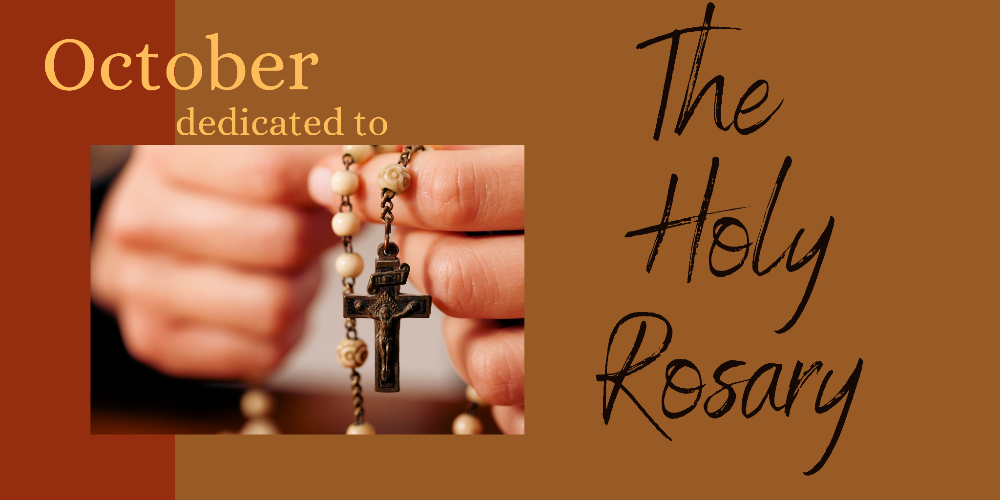 October
dedicated to
The
Holy
Rosary